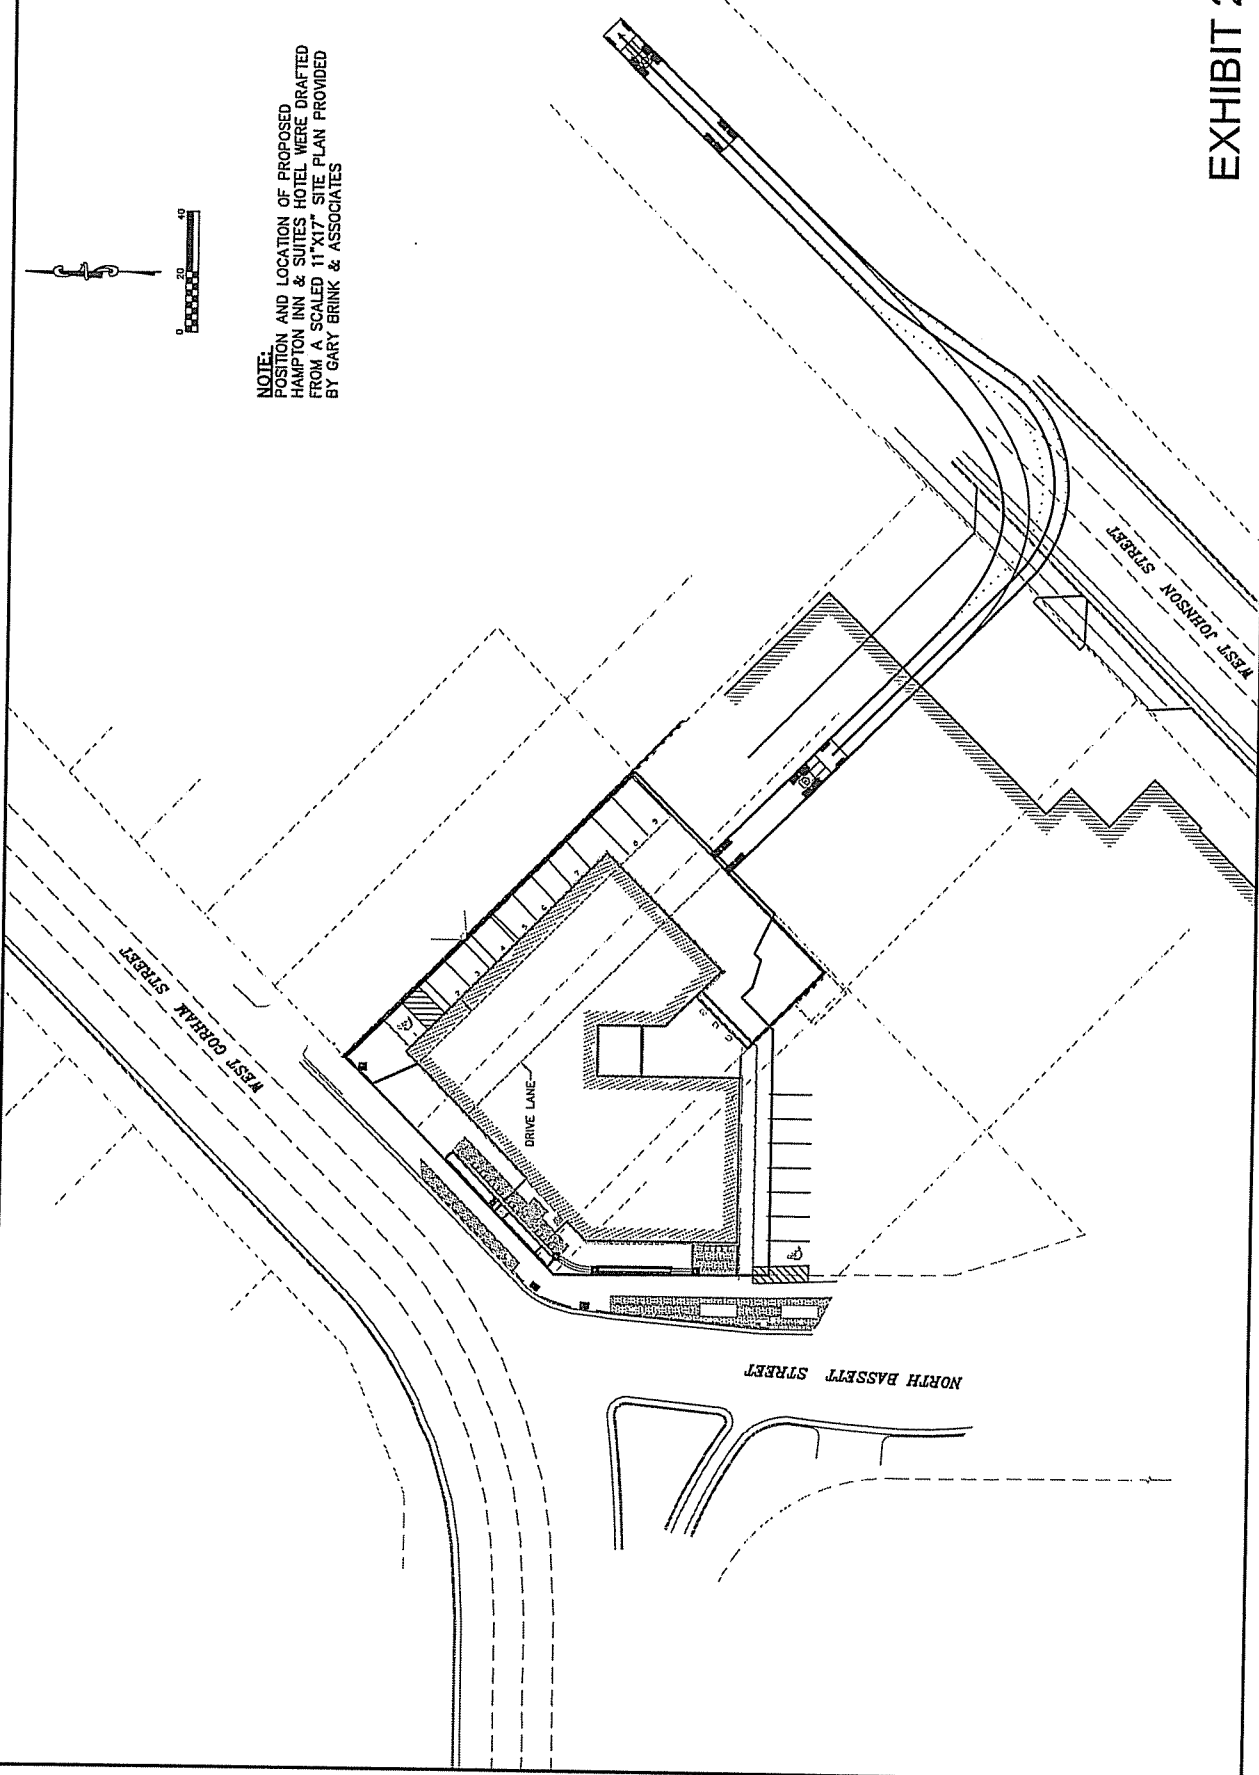 EXHIBIT 2
0 20 40
NOTE:
POSITION AND LOCATION OF PROPOSED
HAMPTON INN & SUITES HOTEL WERE DRAFTED
FROM A SCALED 11"X17" SITE PLAN PROVIDED
BY GARY BRINK & ASSOCIATES
WEST GORHAM STREET
DRIVE LANE
NORTH BASSETT STREET
WEST JOHNSON STREET